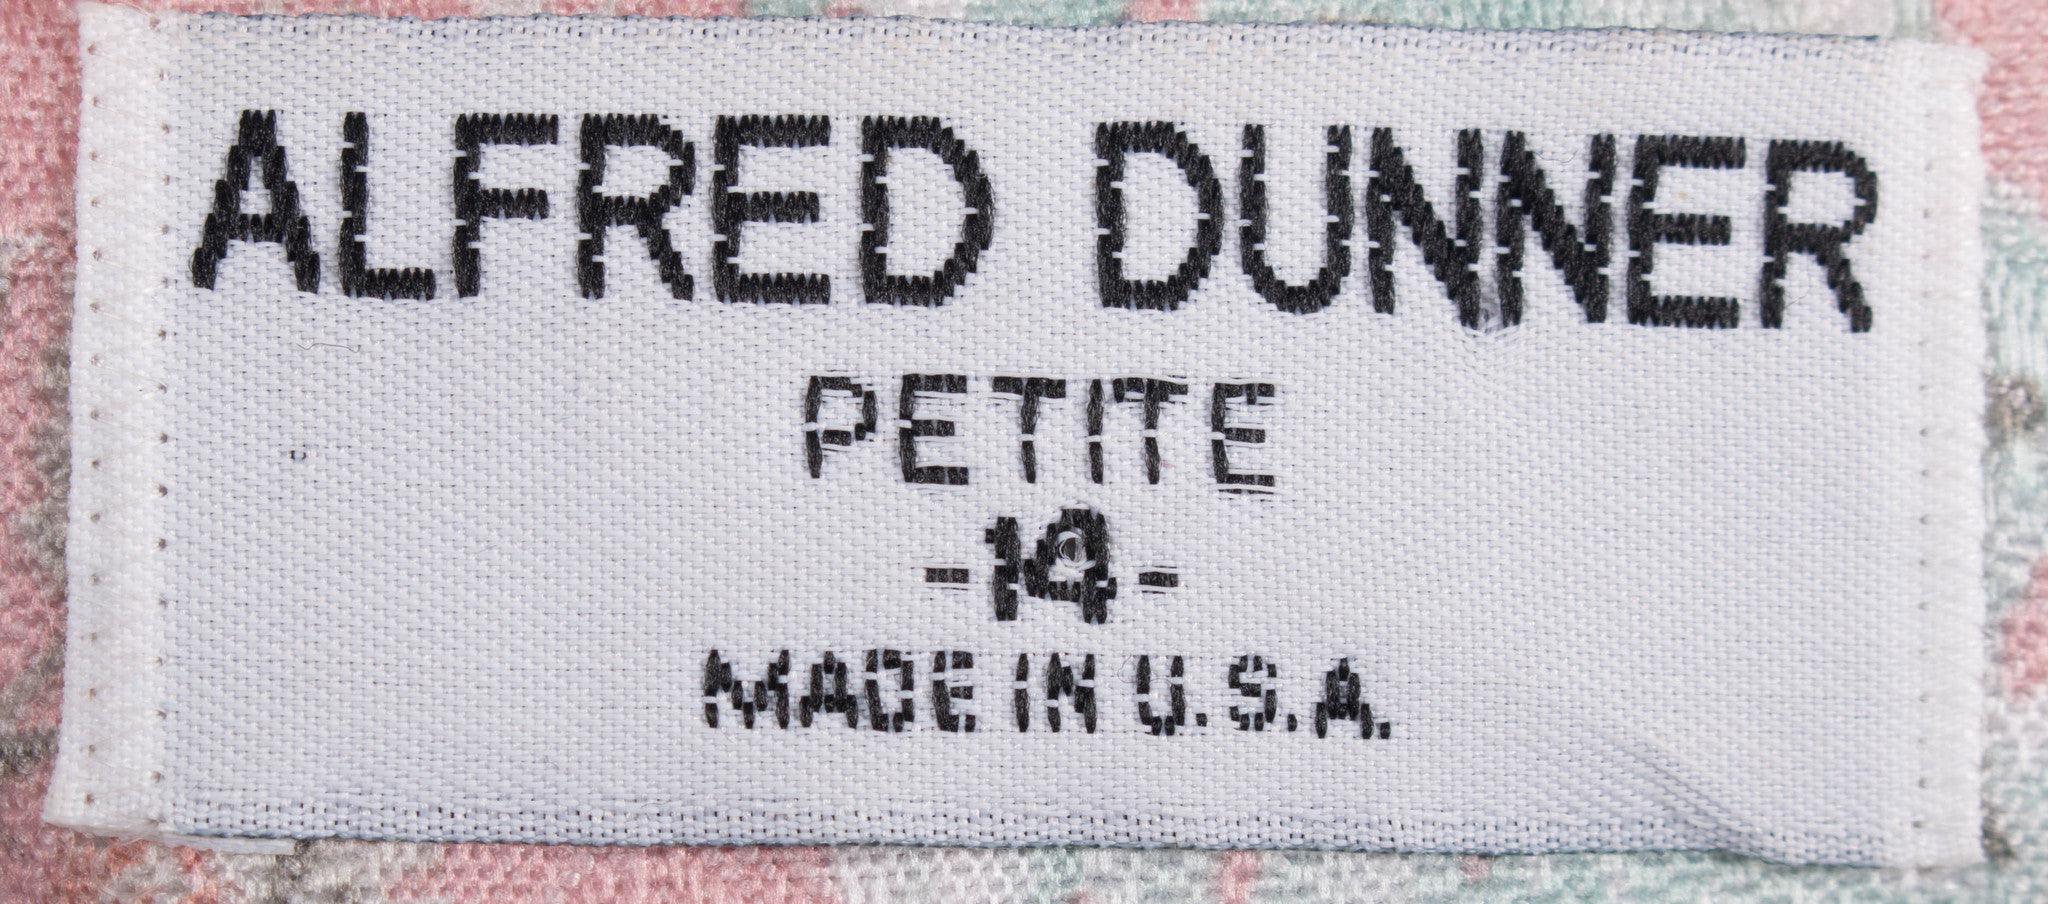 ALFRED DUNNER
PETITE
-14-
MADE IN U.S.A.